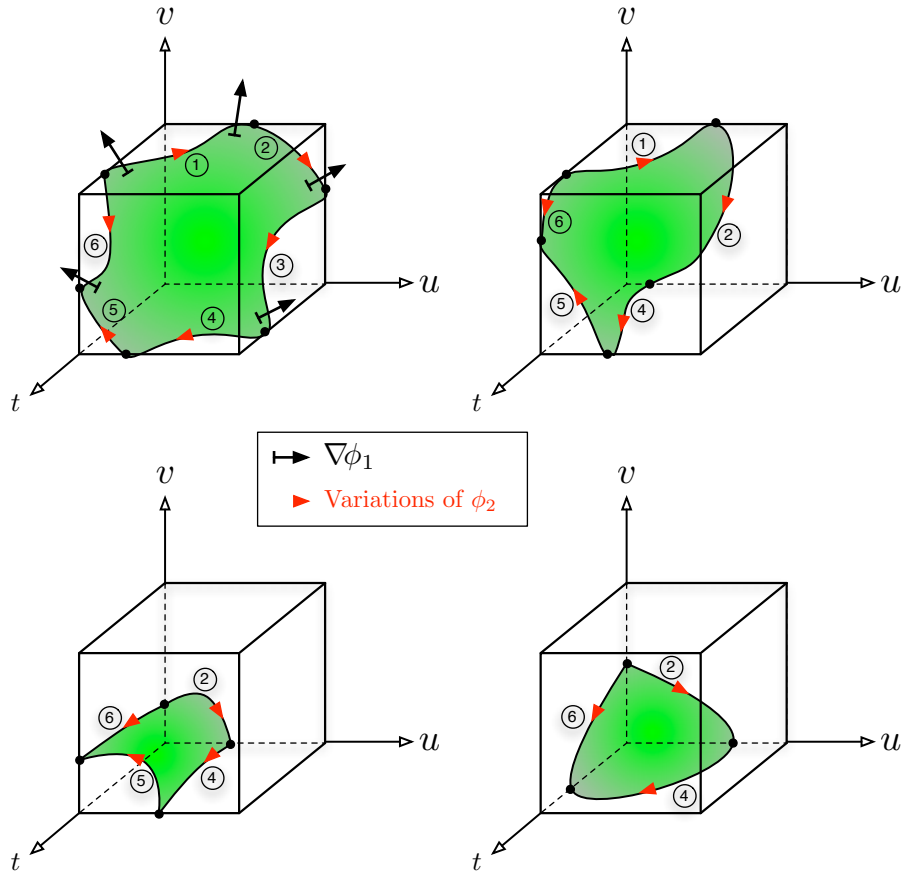 v
v
①
②
①
⑥
⑥
②
③
u
u
⑤
④
⑤
④
t
t
∇ϕ₁
Variations of ϕ₂
v
v
②
②
⑥
⑥
u
u
⑤
④
④
t
t